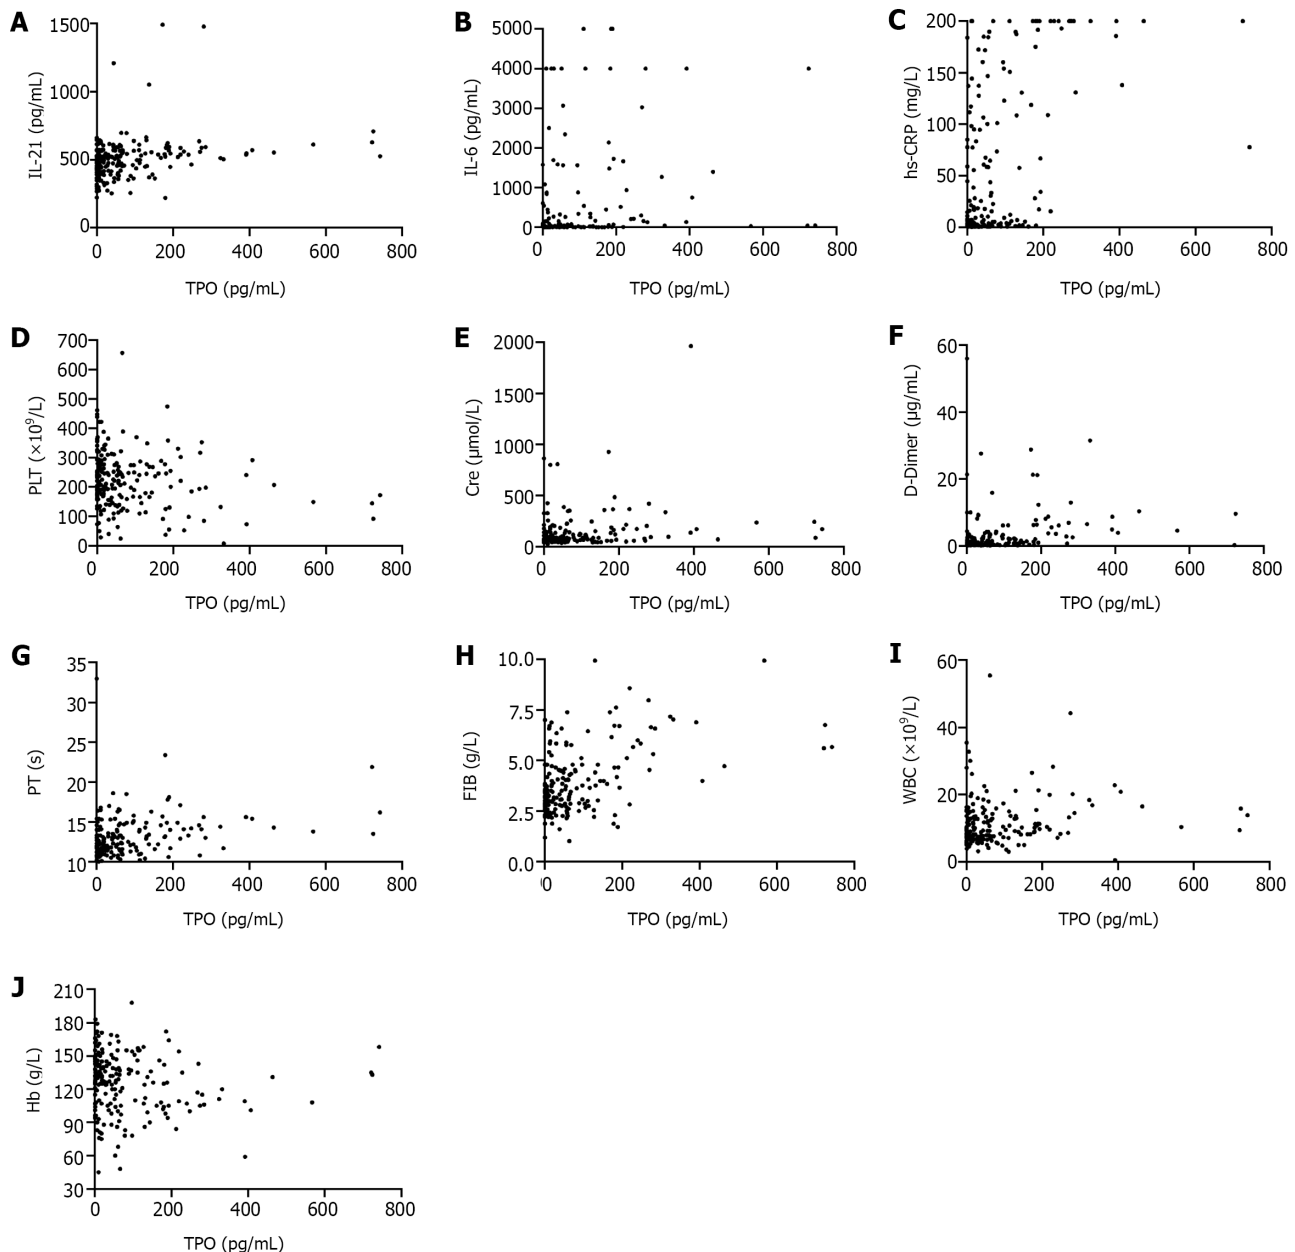 A
IL-21 (pg/mL)
1500
1000
500
0
0 200 400 600 800
TPO (pg/mL)
B
IL-6 (pg/mL)
5000
4000
3000
2000
1000
0
0 200 400 600 800
TPO (pg/mL)
C
hs-CRP (mg/L)
200
150
100
50
0
0 200 400 600 800
TPO (pg/mL)
D
PLT (×10⁹/L)
700
600
500
400
300
200
100
0
0 200 400 600 800
TPO (pg/mL)
E
Cre (μmol/L)
2000
1500
1000
500
0
0 200 400 600 800
TPO (pg/mL)
F
D-Dimer (μg/mL)
60
40
20
0
0 200 400 600 800
TPO (pg/mL)
G
PT (s)
35
30
25
20
15
10
0 200 400 600 800
TPO (pg/mL)
H
FIB (g/L)
10.0
7.5
5.0
2.5
0.0
0 200 400 600 800
TPO (pg/mL)
I
WBC (×10⁹/L)
60
40
20
0
0 200 400 600 800
TPO (pg/mL)
J
Hb (g/L)
210
180
150
120
90
60
30
0 200 400 600 800
TPO (pg/mL)